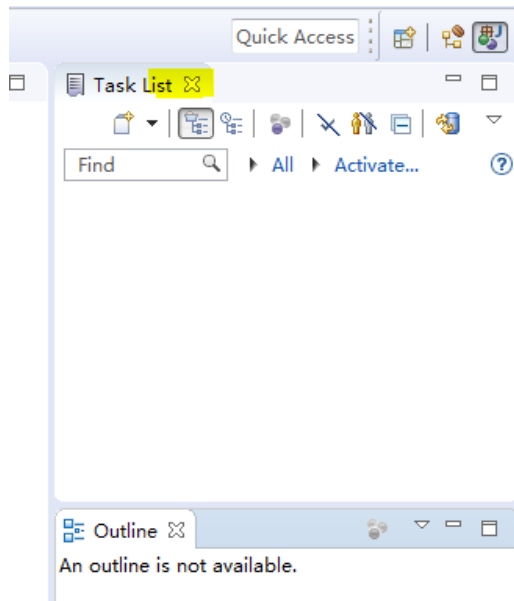 Quick Access
Task List
Find All Activate...
Outline
An outline is not available.